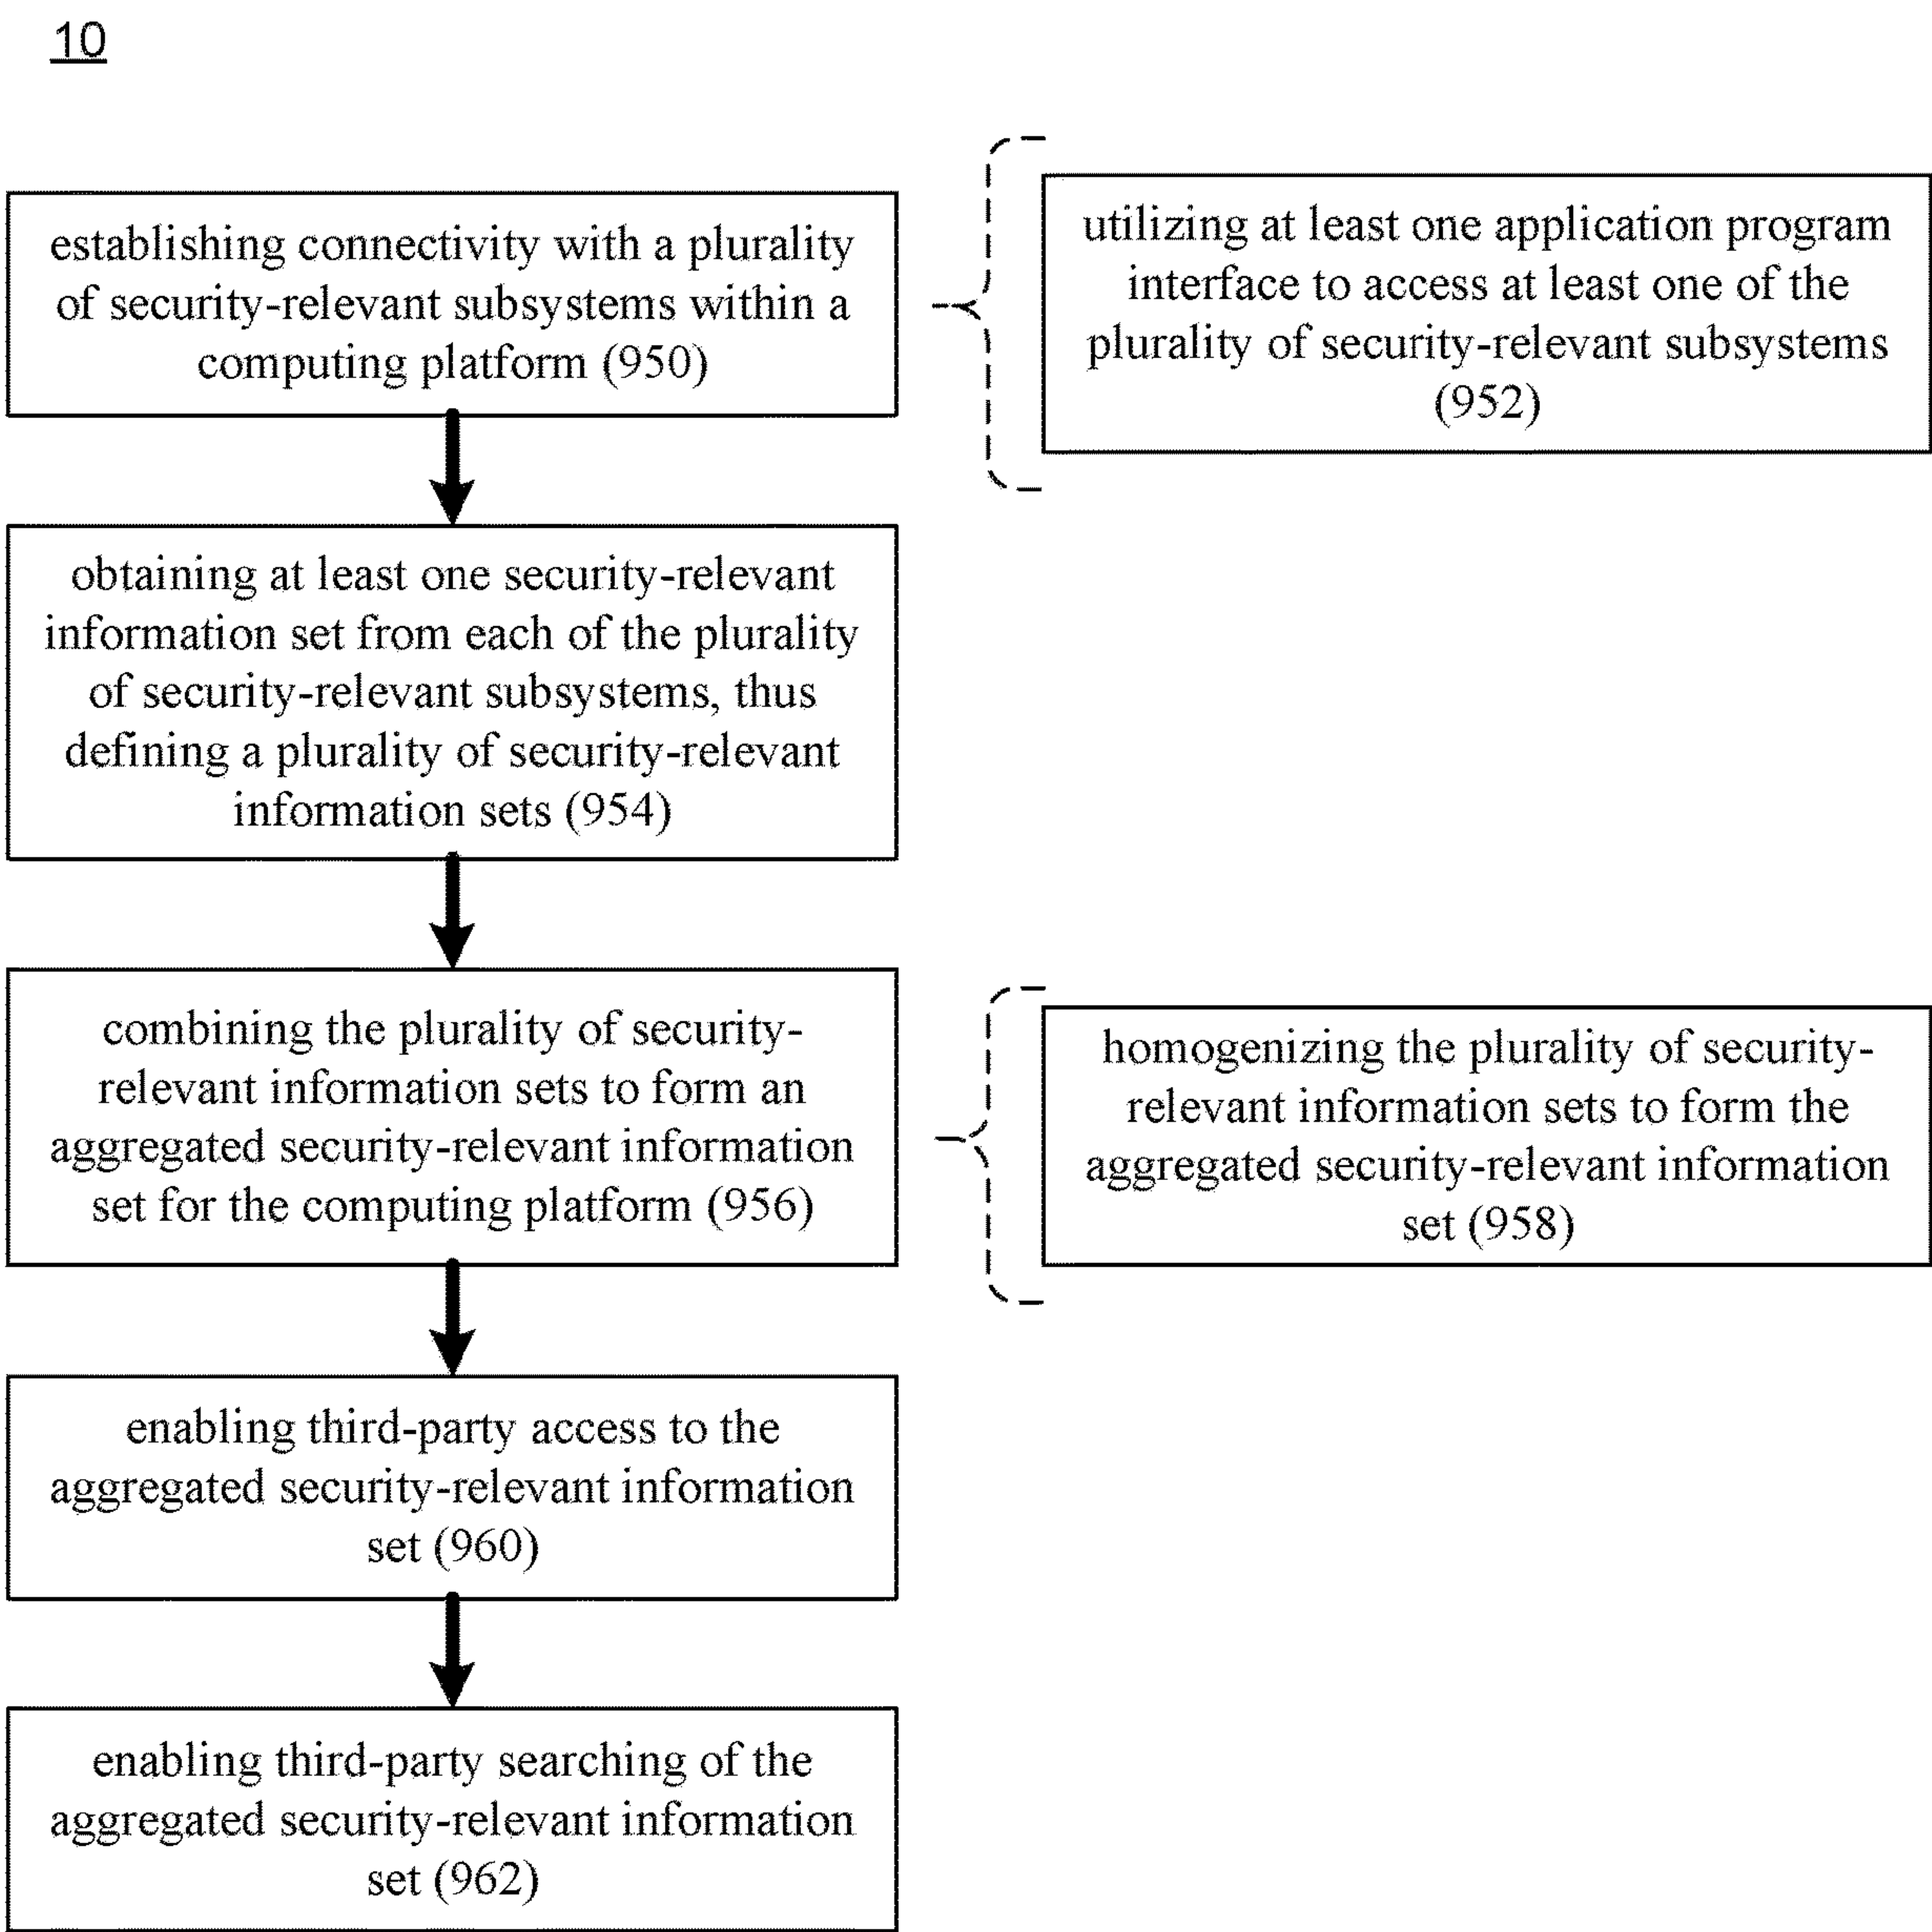 10
establishing connectivity with a plurality
of security-relevant subsystems within a
computing platform (950)
utilizing at least one application program
interface to access at least one of the
plurality of security-relevant subsystems
(952)
obtaining at least one security-relevant
information set from each of the plurality
of security-relevant subsystems, thus
defining a plurality of security-relevant
information sets (954)
combining the plurality of security-
relevant information sets to form an
aggregated security-relevant information
set for the computing platform (956)
homogenizing the plurality of security-
relevant information sets to form the
aggregated security-relevant information
set (958)
enabling third-party access to the
aggregated security-relevant information
set (960)
enabling third-party searching of the
aggregated security-relevant information
set (962)